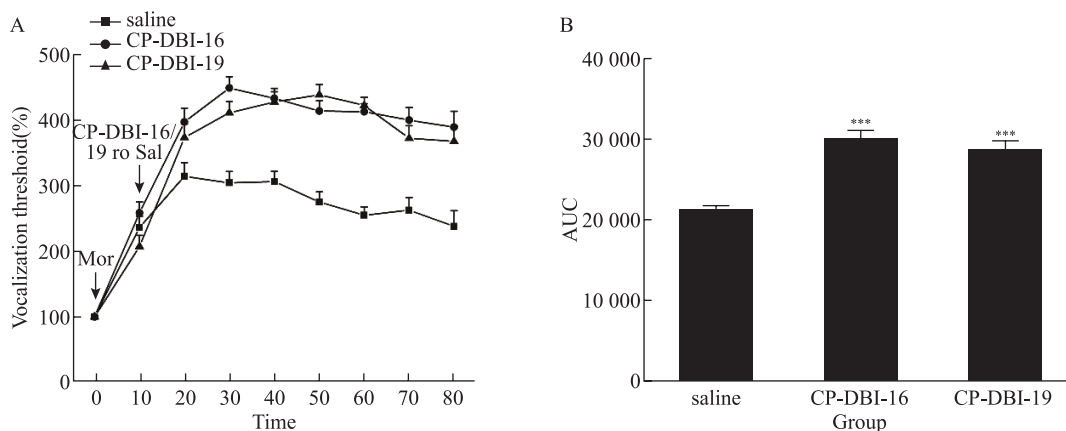 A
saline
CP-DBI-16
CP-DBI-19
500
400
300
200
100
0
Vocalization threshoid(%)
CP-DBI-16/
19 ro Sal
Mor
0 10 20 30 40 50 60 70 80
Time
B
40 000
30 000
20 000
10 000
0
AUC
***
***
saline CP-DBI-16 CP-DBI-19
Group